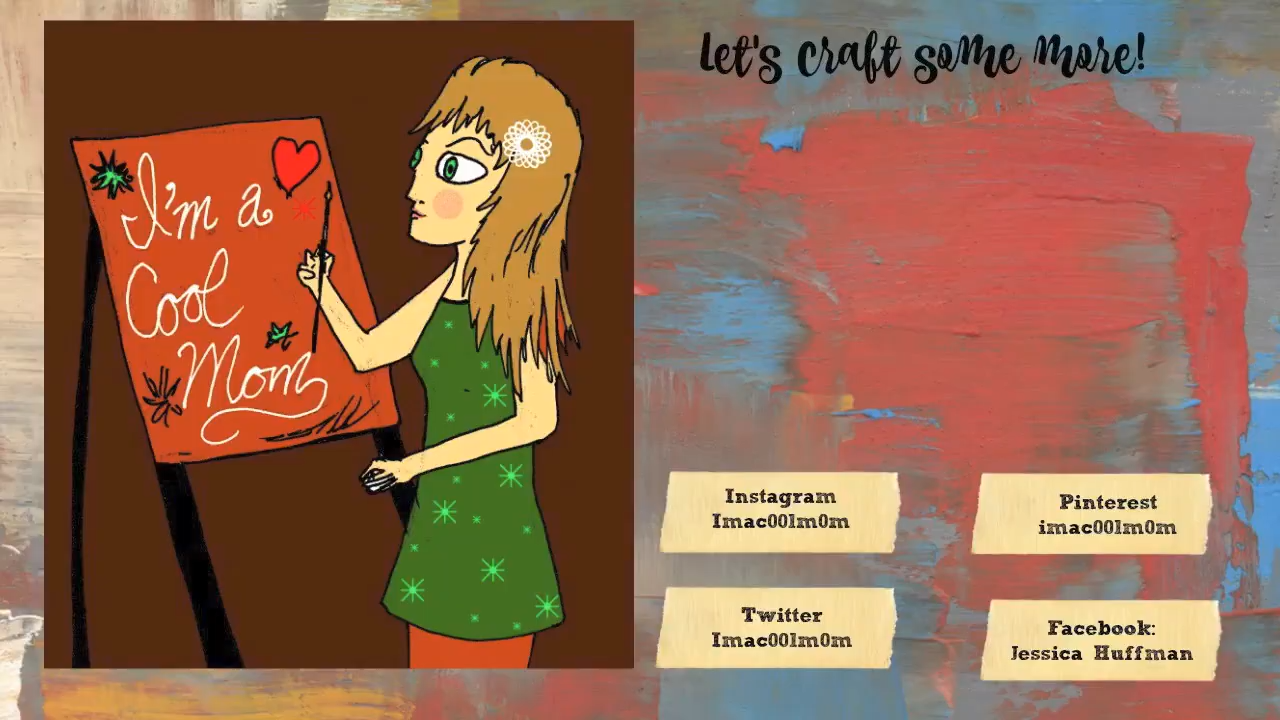 Let's craft some more!
I'm a
Cool
Mom
Instagram
Imac00lm0m
Pinterest
imac00lm0m
Twitter
Imac00lm0m
Facebook:
Jessica Huffman